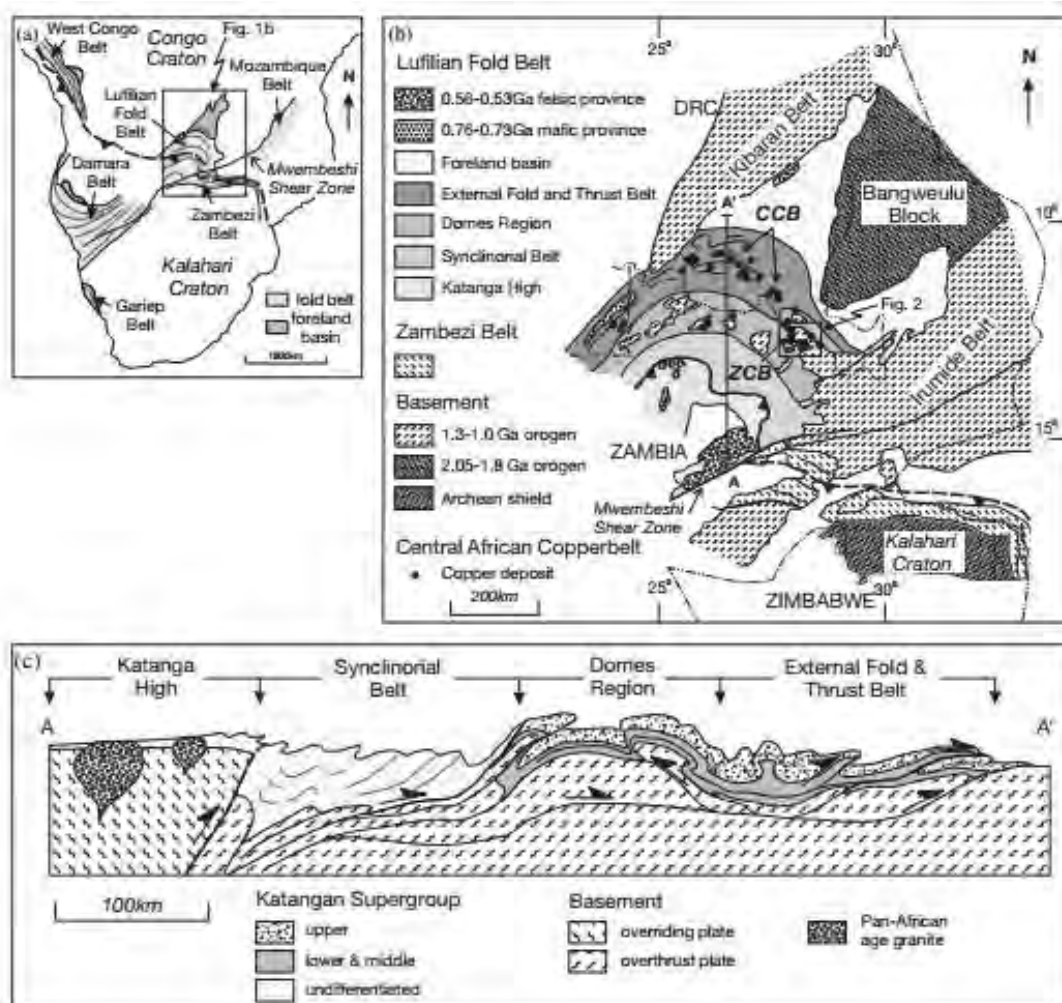 (a)
West Congo
Belt
Congo
Craton
Fig. 1b
Mozambique
Belt
N
Lufilian
Fold
Belt
Damara
Belt
Mwembeshi
Shear Zone
Zambezi
Belt
Kalahari
Craton
Gariep
Belt
fold belt
foreland
basin
1000km
(b)
Lufilian Fold Belt
0.56-0.53Ga felsic province
0.76-0.73Ga mafic province
Foreland basin
External Fold and Thrust Belt
Domes Region
Synclinorial Belt
Katanga High
Zambezi Belt
Basement
1.3-1.0 Ga orogen
2.05-1.8 Ga orogen
Archean shield
Central African Copperbelt
Copper deposit
200km
25°
30°
N
DRC
Kibaran Belt
Bangweulu
Block
10°
A'
CCB
Fig. 2
ZCB
Irumide Belt
15°
ZAMBIA
A
Mwembeshi
Shear Zone
Kalahari
Craton
25°
30°
ZIMBABWE
(c)
Katanga
High
Synclinorial
Belt
Domes
Region
External Fold &
Thrust Belt
A
A'
100km
Katangan Supergroup
upper
lower & middle
undifferentiated
Basement
overriding plate
overthrust plate
Pan-African
age granite